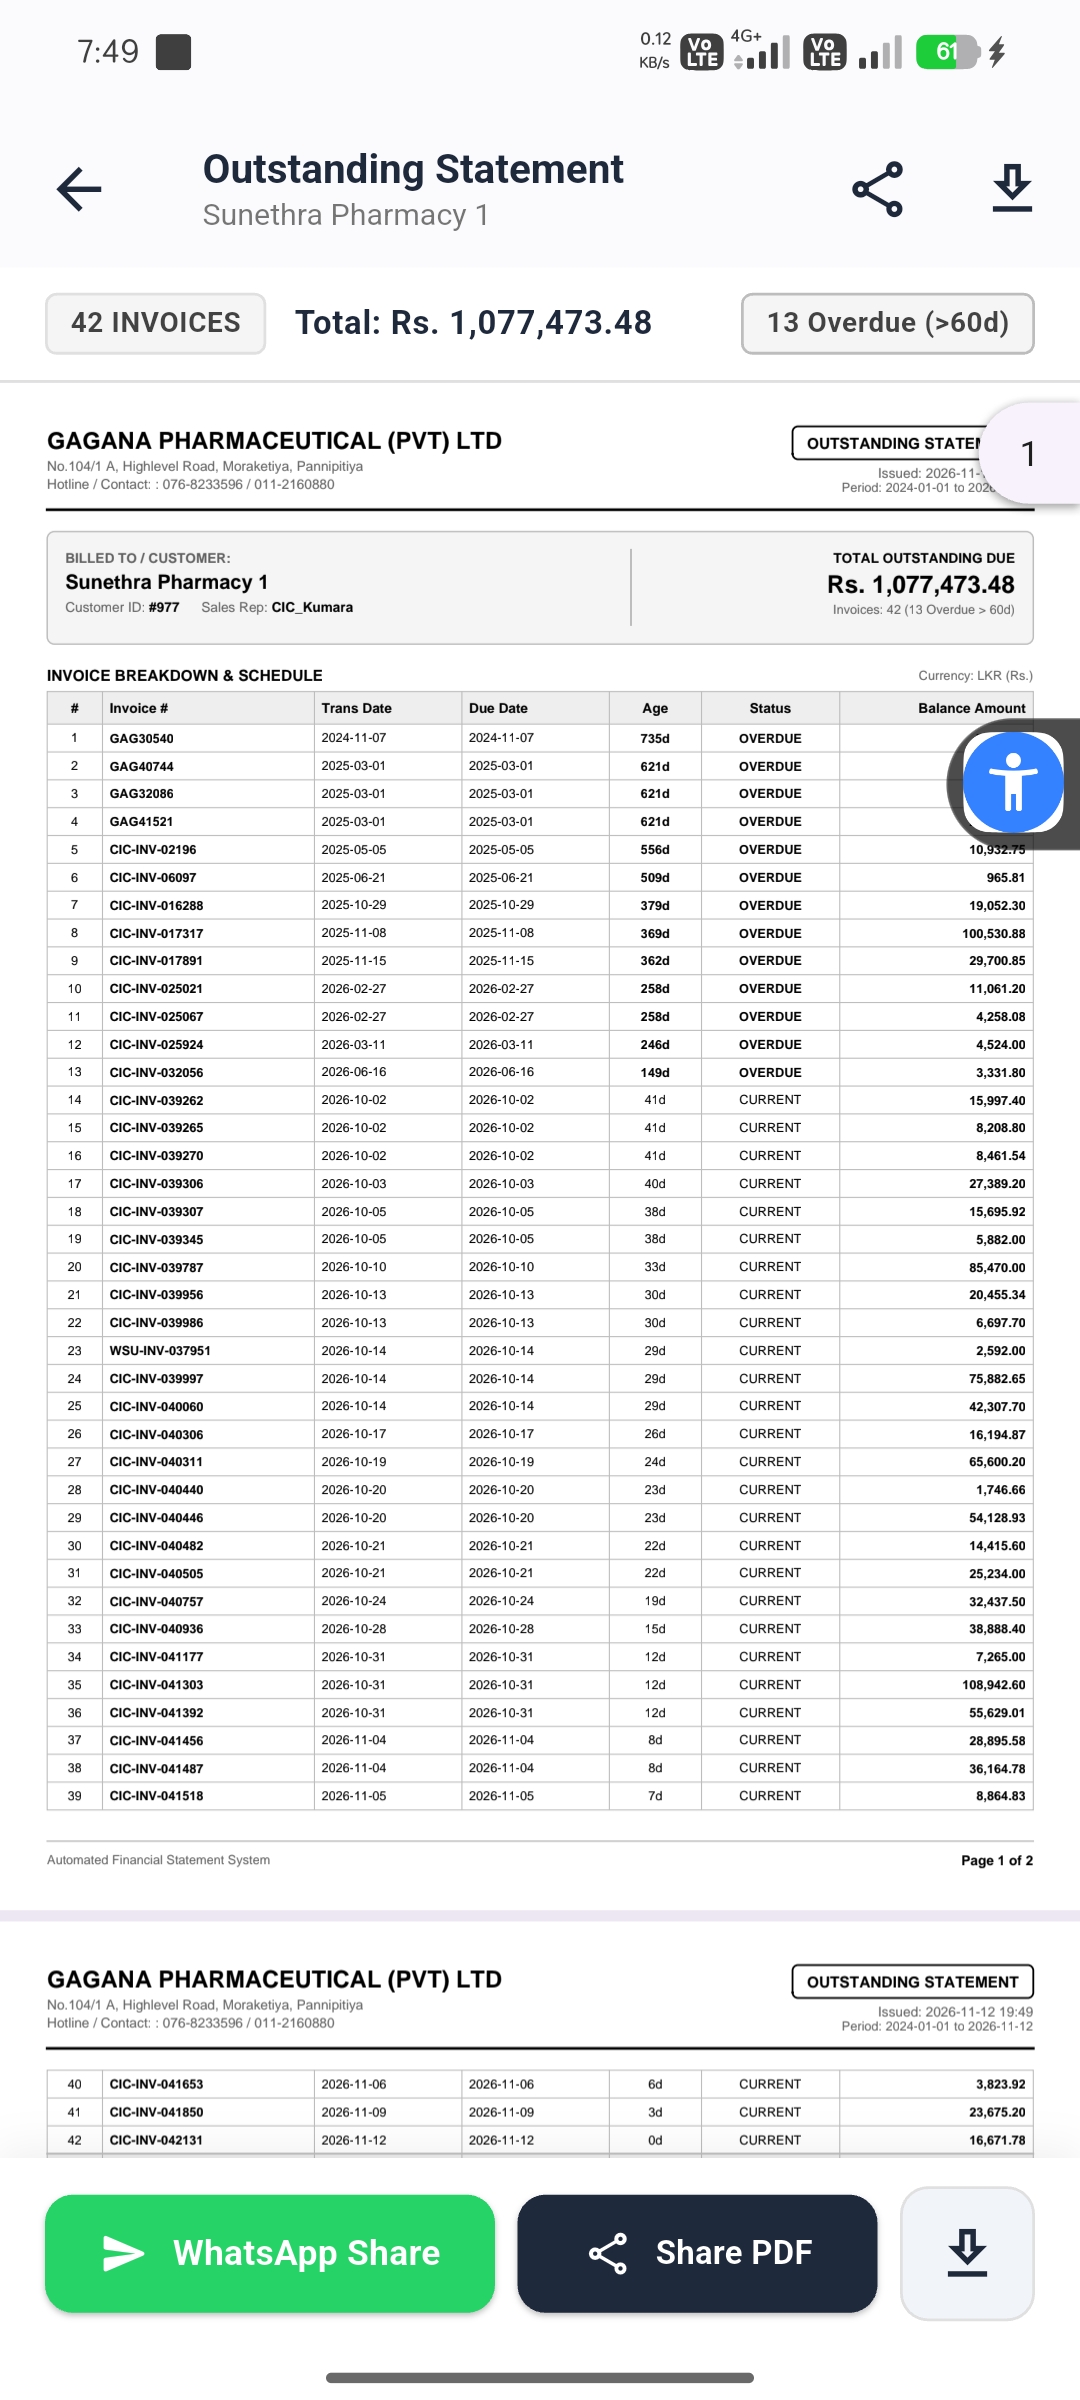 7:49
0.12 KB/s VoLTE 4G+ VoLTE 61
Outstanding Statement
Sunethra Pharmacy 1
42 INVOICES Total: Rs. 1,077,473.48 13 Overdue (>60d)
1
GAGANA PHARMACEUTICAL (PVT) LTD OUTSTANDING
No.104/1 A, Highlevel Road, Moraketiya, Pannipitiya Issued: 2026-11-
Hotline / Contact: : 076-8233596 / 011-2160880 Period: 2024-01-01 to
BILLED TO / CUSTOMER: TOTAL OUTSTANDING DUE
Sunethra Pharmacy 1 Rs. 1,077,473.48
Customer ID: #977 Sales Rep: CIC_Kumara Invoices: 42 (13 Overdue > 60d)
INVOICE BREAKDOWN & SCHEDULE Currency: LKR (Rs.)
# Invoice # Trans Date Due Date Age Status Balance Amount
1 GAG30540 2024-11-07 2024-11-07 735d OVERDUE
2 GAG40744 2025-03-01 2025-03-01 621d OVERDUE
3 GAG32086 2025-03-01 2025-03-01 621d OVERDUE
4 GAG41521 2025-03-01 2025-03-01 621d OVERDUE
5 CIC-INV-02196 2025-05-05 2025-05-05 556d OVERDUE 10,932.75
6 CIC-INV-06097 2025-06-21 2025-06-21 509d OVERDUE 965.81
7 CIC-INV-016288 2025-10-29 2025-10-29 379d OVERDUE 19,052.30
8 CIC-INV-017317 2025-11-08 2025-11-08 369d OVERDUE 100,530.88
9 CIC-INV-017891 2025-11-15 2025-11-15 362d OVERDUE 29,700.85
10 CIC-INV-025021 2026-02-27 2026-02-27 258d OVERDUE 11,061.20
11 CIC-INV-025067 2026-02-27 2026-02-27 258d OVERDUE 4,258.08
12 CIC-INV-025924 2026-03-11 2026-03-11 246d OVERDUE 4,524.00
13 CIC-INV-032056 2026-06-16 2026-06-16 149d OVERDUE 3,331.80
14 CIC-INV-039262 2026-10-02 2026-10-02 41d CURRENT 15,997.40
15 CIC-INV-039265 2026-10-02 2026-10-02 41d CURRENT 8,208.80
16 CIC-INV-039270 2026-10-02 2026-10-02 41d CURRENT 8,461.54
17 CIC-INV-039306 2026-10-03 2026-10-03 40d CURRENT 27,389.20
18 CIC-INV-039307 2026-10-05 2026-10-05 38d CURRENT 15,695.92
19 CIC-INV-039345 2026-10-05 2026-10-05 38d CURRENT 5,882.00
20 CIC-INV-039787 2026-10-10 2026-10-10 33d CURRENT 85,470.00
21 CIC-INV-039956 2026-10-13 2026-10-13 30d CURRENT 20,455.34
22 CIC-INV-039986 2026-10-13 2026-10-13 30d CURRENT 6,697.70
23 WSU-INV-037951 2026-10-14 2026-10-14 29d CURRENT 2,592.00
24 CIC-INV-039997 2026-10-14 2026-10-14 29d CURRENT 75,882.65
25 CIC-INV-040060 2026-10-14 2026-10-14 29d CURRENT 42,307.70
26 CIC-INV-040306 2026-10-17 2026-10-17 26d CURRENT 16,194.87
27 CIC-INV-040311 2026-10-19 2026-10-19 24d CURRENT 65,600.20
28 CIC-INV-040440 2026-10-20 2026-10-20 23d CURRENT 1,746.66
29 CIC-INV-040446 2026-10-20 2026-10-20 23d CURRENT 54,128.93
30 CIC-INV-040482 2026-10-21 2026-10-21 22d CURRENT 14,415.60
31 CIC-INV-040505 2026-10-21 2026-10-21 22d CURRENT 25,234.00
32 CIC-INV-040757 2026-10-24 2026-10-24 19d CURRENT 32,437.50
33 CIC-INV-040936 2026-10-28 2026-10-28 15d CURRENT 38,888.40
34 CIC-INV-041177 2026-10-31 2026-10-31 12d CURRENT 7,265.00
35 CIC-INV-041303 2026-10-31 2026-10-31 12d CURRENT 108,942.60
36 CIC-INV-041392 2026-10-31 2026-10-31 12d CURRENT 55,629.01
37 CIC-INV-041456 2026-11-04 2026-11-04 8d CURRENT 28,895.58
38 CIC-INV-041487 2026-11-04 2026-11-04 8d CURRENT 36,164.78
39 CIC-INV-041518 2026-11-05 2026-11-05 7d CURRENT 8,864.83
Automated Financial Statement System Page 1 of 2
GAGANA PHARMACEUTICAL (PVT) LTD OUTSTANDING STATEMENT
No.104/1 A, Highlevel Road, Moraketiya, Pannipitiya Issued: 2026-11-12 19:49
Hotline / Contact: : 076-8233596 / 011-2160880 Period: 2024-01-01 to 2026-11-12
40 CIC-INV-041653 2026-11-06 2026-11-06 6d CURRENT 3,823.92
41 CIC-INV-041850 2026-11-09 2026-11-09 3d CURRENT 23,675.20
42 CIC-INV-042131 2026-11-12 2026-11-12 0d CURRENT 16,671.78
WhatsApp Share Share PDF